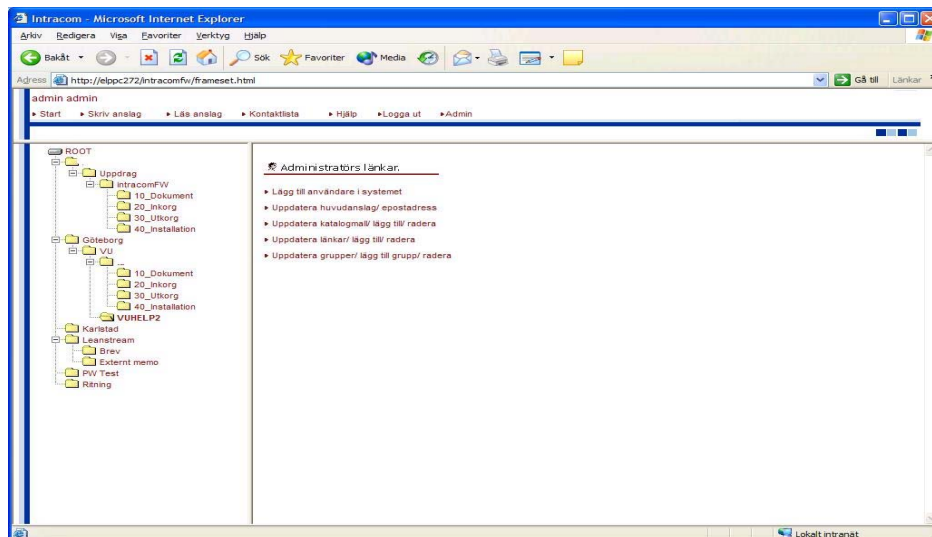 Intracom - Microsoft Internet Explorer
Arkiv Redigera Visa Favoriter Verktyg Hjälp
Bakåt Sök Favoriter Media
Adress http://elppc272/intracomfw/frameset.html Gå till Länkar
admin admin
Start Skriv anslag Läs anslag Kontaktlista Hjälp Logga ut Admin
ROOT
...
Uppdrag
intracomFW
10_Dokument
20_Inkorg
30_Utkorg
40_Installation
Göteborg
VU
...
10_Dokument
20_Inkorg
30_Utkorg
40_Installation
VUHELP2
Karlstad
Leanstream
Brev
Externt memo
PW Test
Ritning
Administratörs länkar.
Lägg till användare i systemet
Uppdatera huvudanslag/ epostadress
Uppdatera katalogmall/ lägg till/ radera
Uppdatera länkar/ lägg till/ radera
Uppdatera grupper/ lägg till grupp/ radera
Lokalt intranät